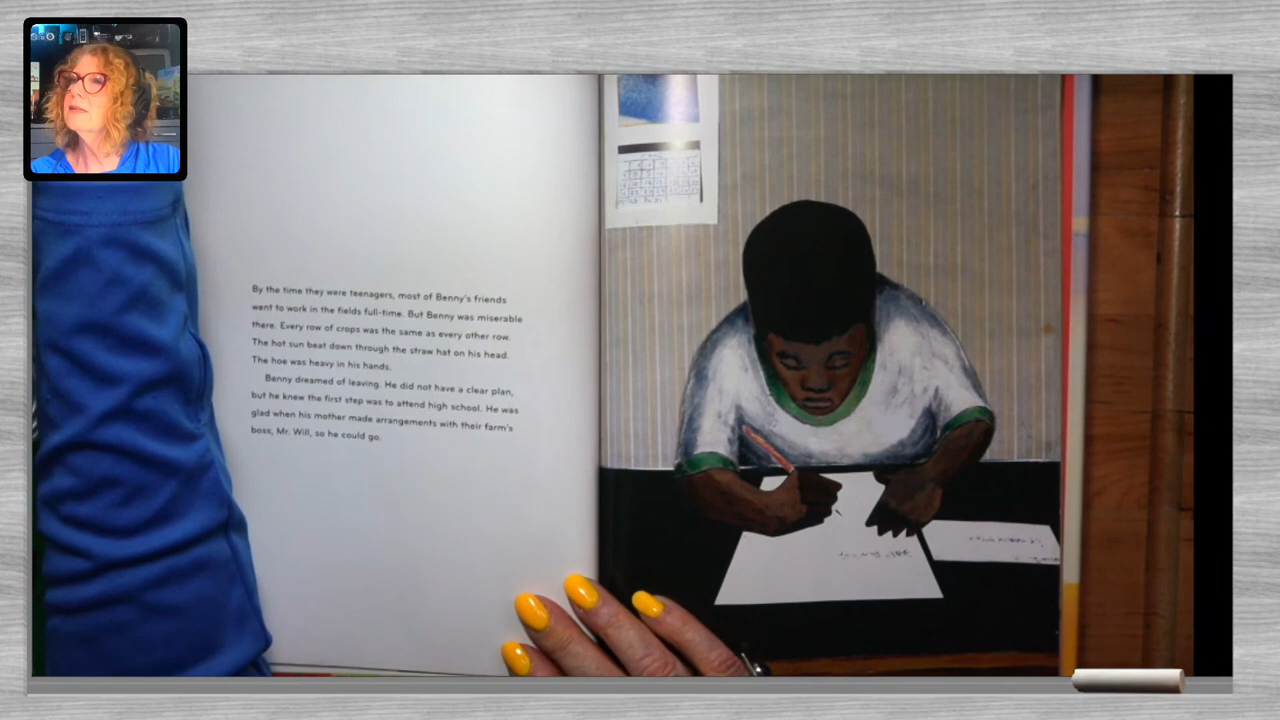 By the time they were teenagers, most of Benny's friends
went to work in the fields full-time. But Benny was miserable
there. Every row of crops was the same as every other row.
The hot sun beat down through the straw hat on his head.
The hoe was heavy in his hands.
Benny dreamed of leaving. He did not have a clear plan,
but he knew the first step was to attend high school. He was
glad when his mother made arrangements with their farm's
boss, Mr. Will, so he could go.